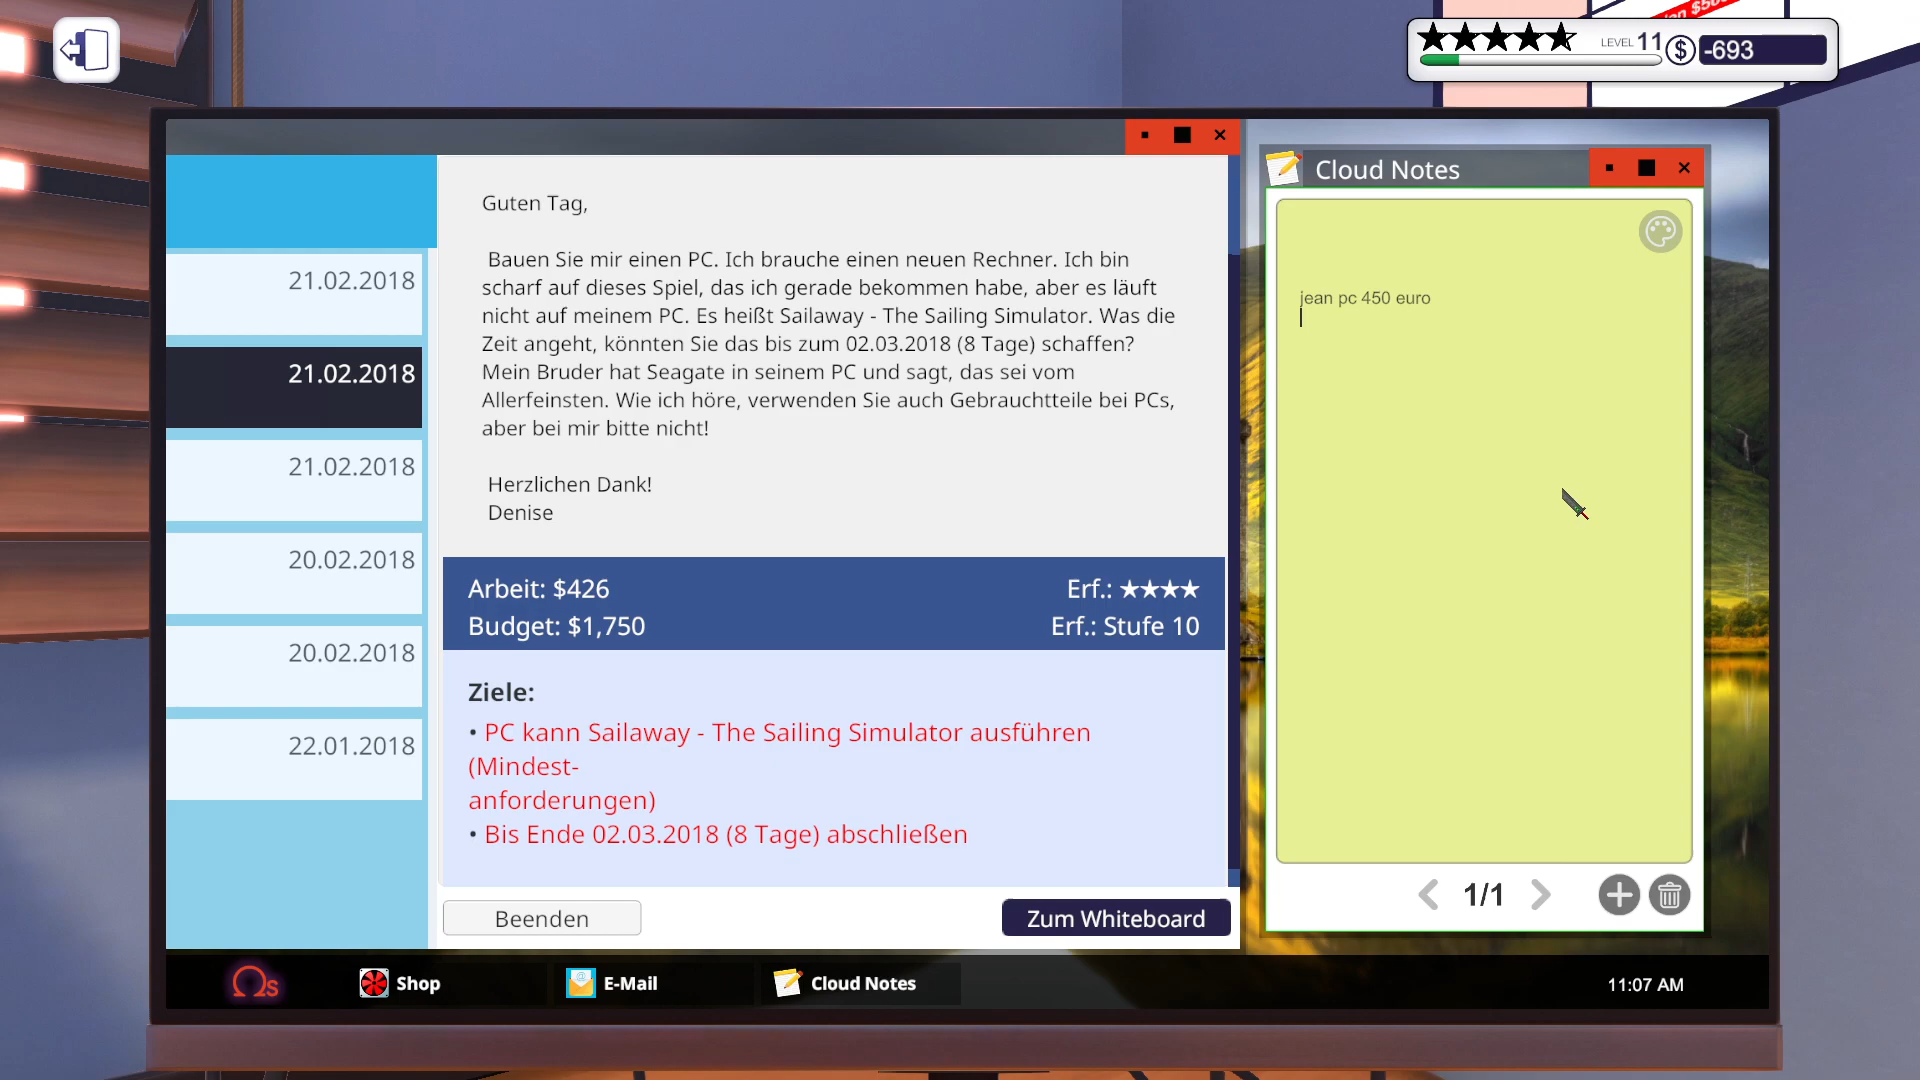 LEVEL 11
-693
Guten Tag,
Bauen Sie mir einen PC. Ich brauche einen neuen Rechner. Ich bin
scharf auf dieses Spiel, das ich gerade bekommen habe, aber es läuft
nicht auf meinem PC. Es heißt Sailaway - The Sailing Simulator. Was die
Zeit angeht, könnten Sie das bis zum 02.03.2018 (8 Tage) schaffen?
Mein Bruder hat Seagate in seinem PC und sagt, das sei vom
Allerfeinsten. Wie ich höre, verwenden Sie auch Gebrauchtteile bei PCs,
aber bei mir bitte nicht!
Herzlichen Dank!
Denise
21.02.2018
21.02.2018
21.02.2018
20.02.2018
20.02.2018
22.01.2018
Arbeit: $426
Erf.: ★★★★
Budget: $1,750
Erf.: Stufe 10
Ziele:
• PC kann Sailaway - The Sailing Simulator ausführen
(Mindest-
anforderungen)
• Bis Ende 02.03.2018 (8 Tage) abschließen
Beenden
Zum Whiteboard
Cloud Notes
jean pc 450 euro
1/1
Ωs
Shop
E-Mail
Cloud Notes
11:07 AM